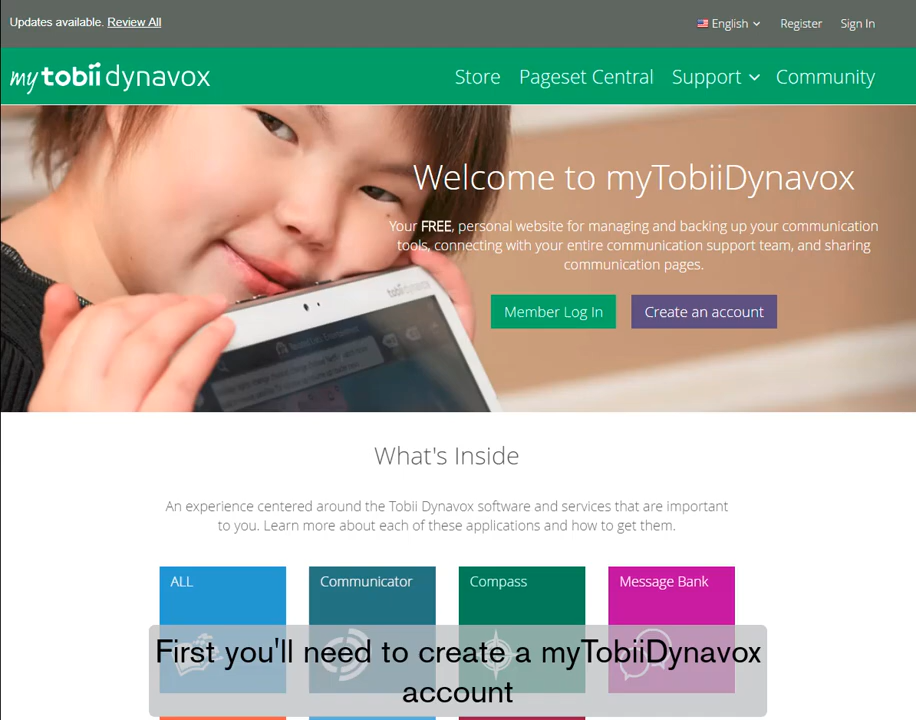 Updates available. Review All
English
Register
Sign In
my tobii dynavox
Store
Pageset Central
Support
Community
Welcome to myTobiiDynavox
Your FREE, personal website for managing and backing up your communication
tools, connecting with your entire communication support team, and sharing
communication pages.
Member Log In
Create an account
tobii dynavox
What's Inside
An experience centered around the Tobii Dynavox software and services that are important
to you. Learn more about each of these applications and how to get them.
ALL
Communicator
Compass
Message Bank
First you'll need to create a myTobiiDynavox
account